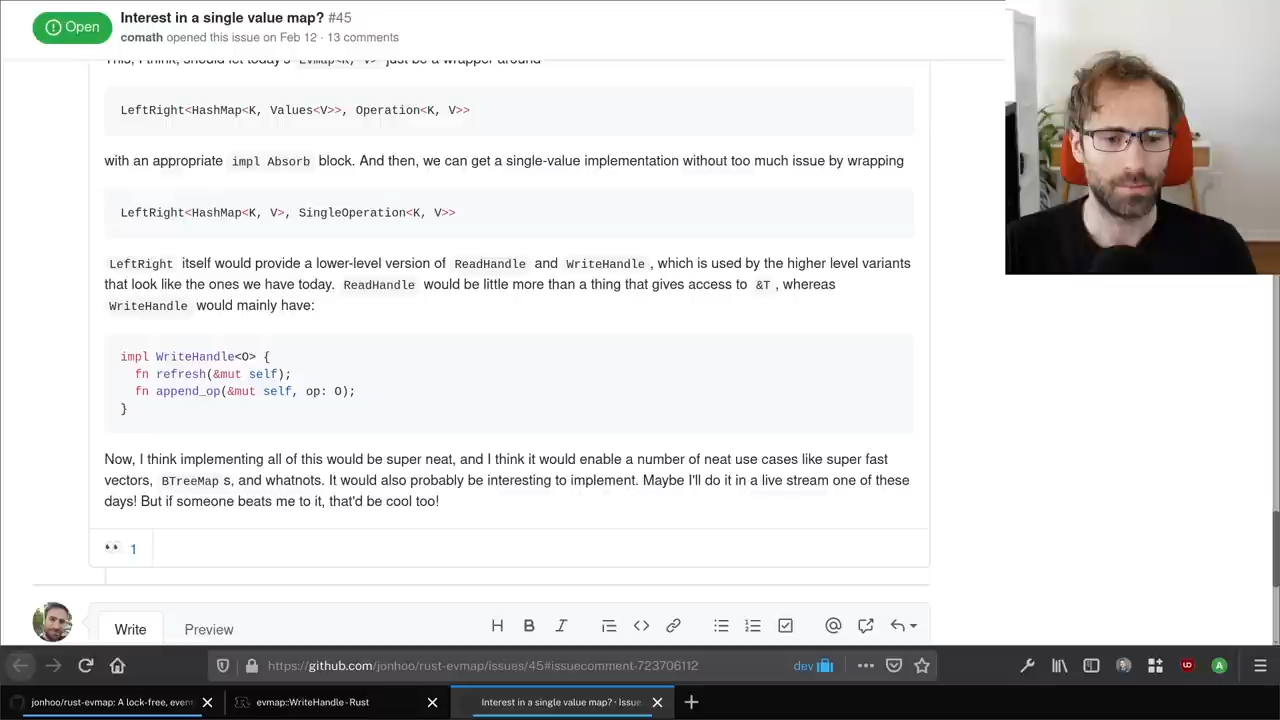 Open
Interest in a single value map? #45
comath opened this issue on Feb 12 · 13 comments
This, I think, should let today's Evmap<K, V> just be a wrapper around
LeftRight<HashMap<K, Values<V>>, Operation<K, V>>
with an appropriate impl Absorb block. And then, we can get a single-value implementation without too much issue by wrapping
LeftRight<HashMap<K, V>, SingleOperation<K, V>>
LeftRight itself would provide a lower-level version of ReadHandle and WriteHandle, which is used by the higher level variants
that look like the ones we have today. ReadHandle would be little more than a thing that gives access to &T, whereas
WriteHandle would mainly have:
impl WriteHandle<O> {
  fn refresh(&mut self);
  fn append_op(&mut self, op: O);
}
Now, I think implementing all of this would be super neat, and I think it would enable a number of neat use cases like super fast
vectors, BTreeMap s, and whatnots. It would also probably be interesting to implement. Maybe I'll do it in a live stream one of these
days! But if someone beats me to it, that'd be cool too!
1
Write Preview
https://github.com/jonhoo/rust-evmap/issues/45#issuecomment-723706112 dev
jonhoo/rust-evmap: A lock-free, even evmap::WriteHandle - Rust Interest in a single value map? · Issue